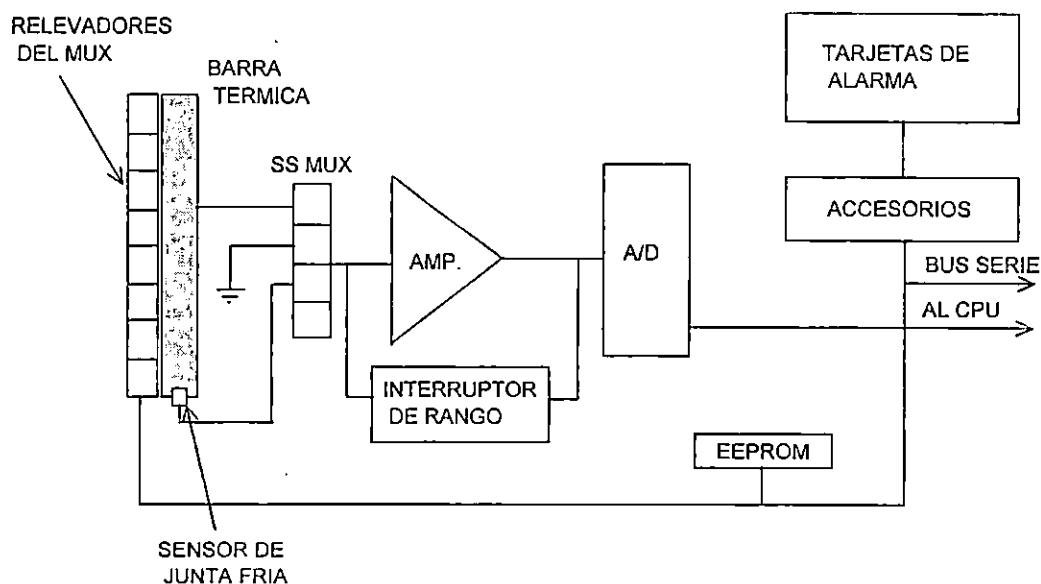 RELEVADORES
DEL MUX
BARRA
TERMICA
TARJETAS DE
ALARMA
SS MUX
ACCESORIOS
AMP.
A/D
BUS SERIE
AL CPU
INTERRUPTOR
DE RANGO
EEPROM
SENSOR DE
JUNTA FRIA